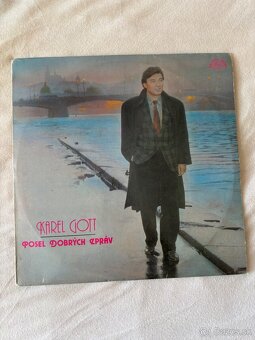 KAREL GOTT
POSEL DOBRÝCH ZPRÁV